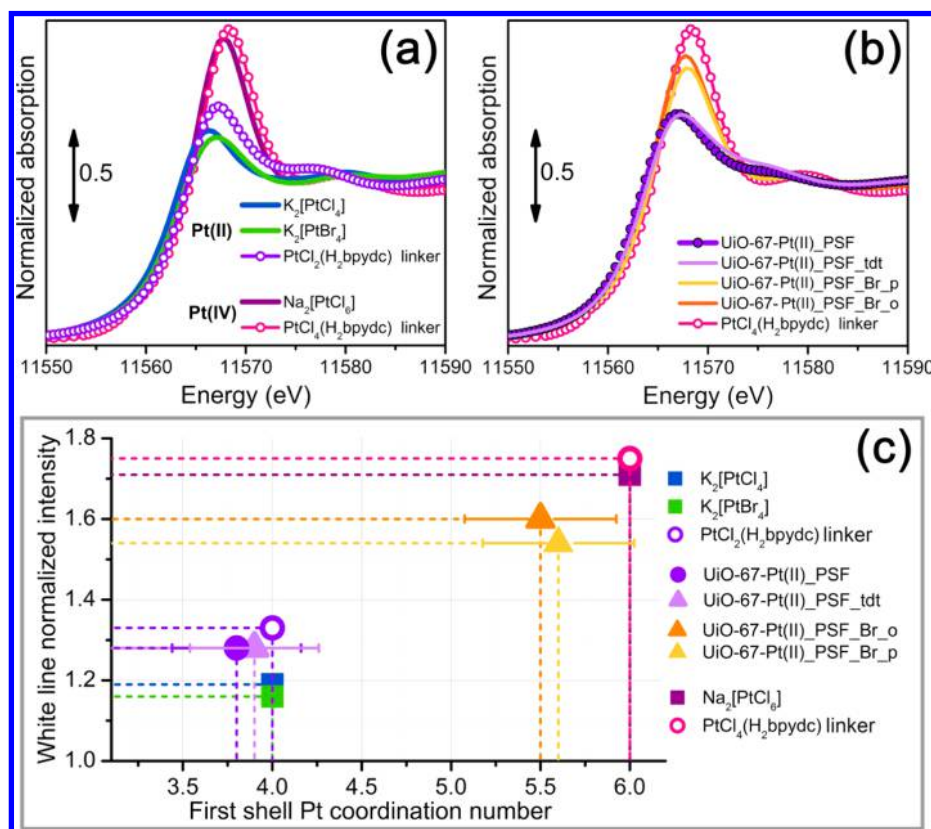 (a)
Normalized absorption
0.5
K₂[PtCl₄]
Pt(II)
K₂[PtBr₄]
PtCl₂(H₂bpydc) linker
Pt(IV)
Na₂[PtCl₆]
PtCl₄(H₂bpydc) linker
11550 11560 11570 11580 11590
Energy (eV)
(b)
Normalized absorption
0.5
UiO-67-Pt(II)_PSF
UiO-67-Pt(II)_PSF_tdt
UiO-67-Pt(II)_PSF_Br_p
UiO-67-Pt(II)_PSF_Br_o
PtCl₄(H₂bpydc) linker
11550 11560 11570 11580 11590
Energy (eV)
(c)
White line normalized intensity
1.8
1.6
1.4
1.2
1.0
3.5 4.0 4.5 5.0 5.5 6.0
First shell Pt coordination number
K₂[PtCl₄]
K₂[PtBr₄]
PtCl₂(H₂bpydc) linker
UiO-67-Pt(II)_PSF
UiO-67-Pt(II)_PSF_tdt
UiO-67-Pt(II)_PSF_Br_o
UiO-67-Pt(II)_PSF_Br_p
Na₂[PtCl₆]
PtCl₄(H₂bpydc) linker